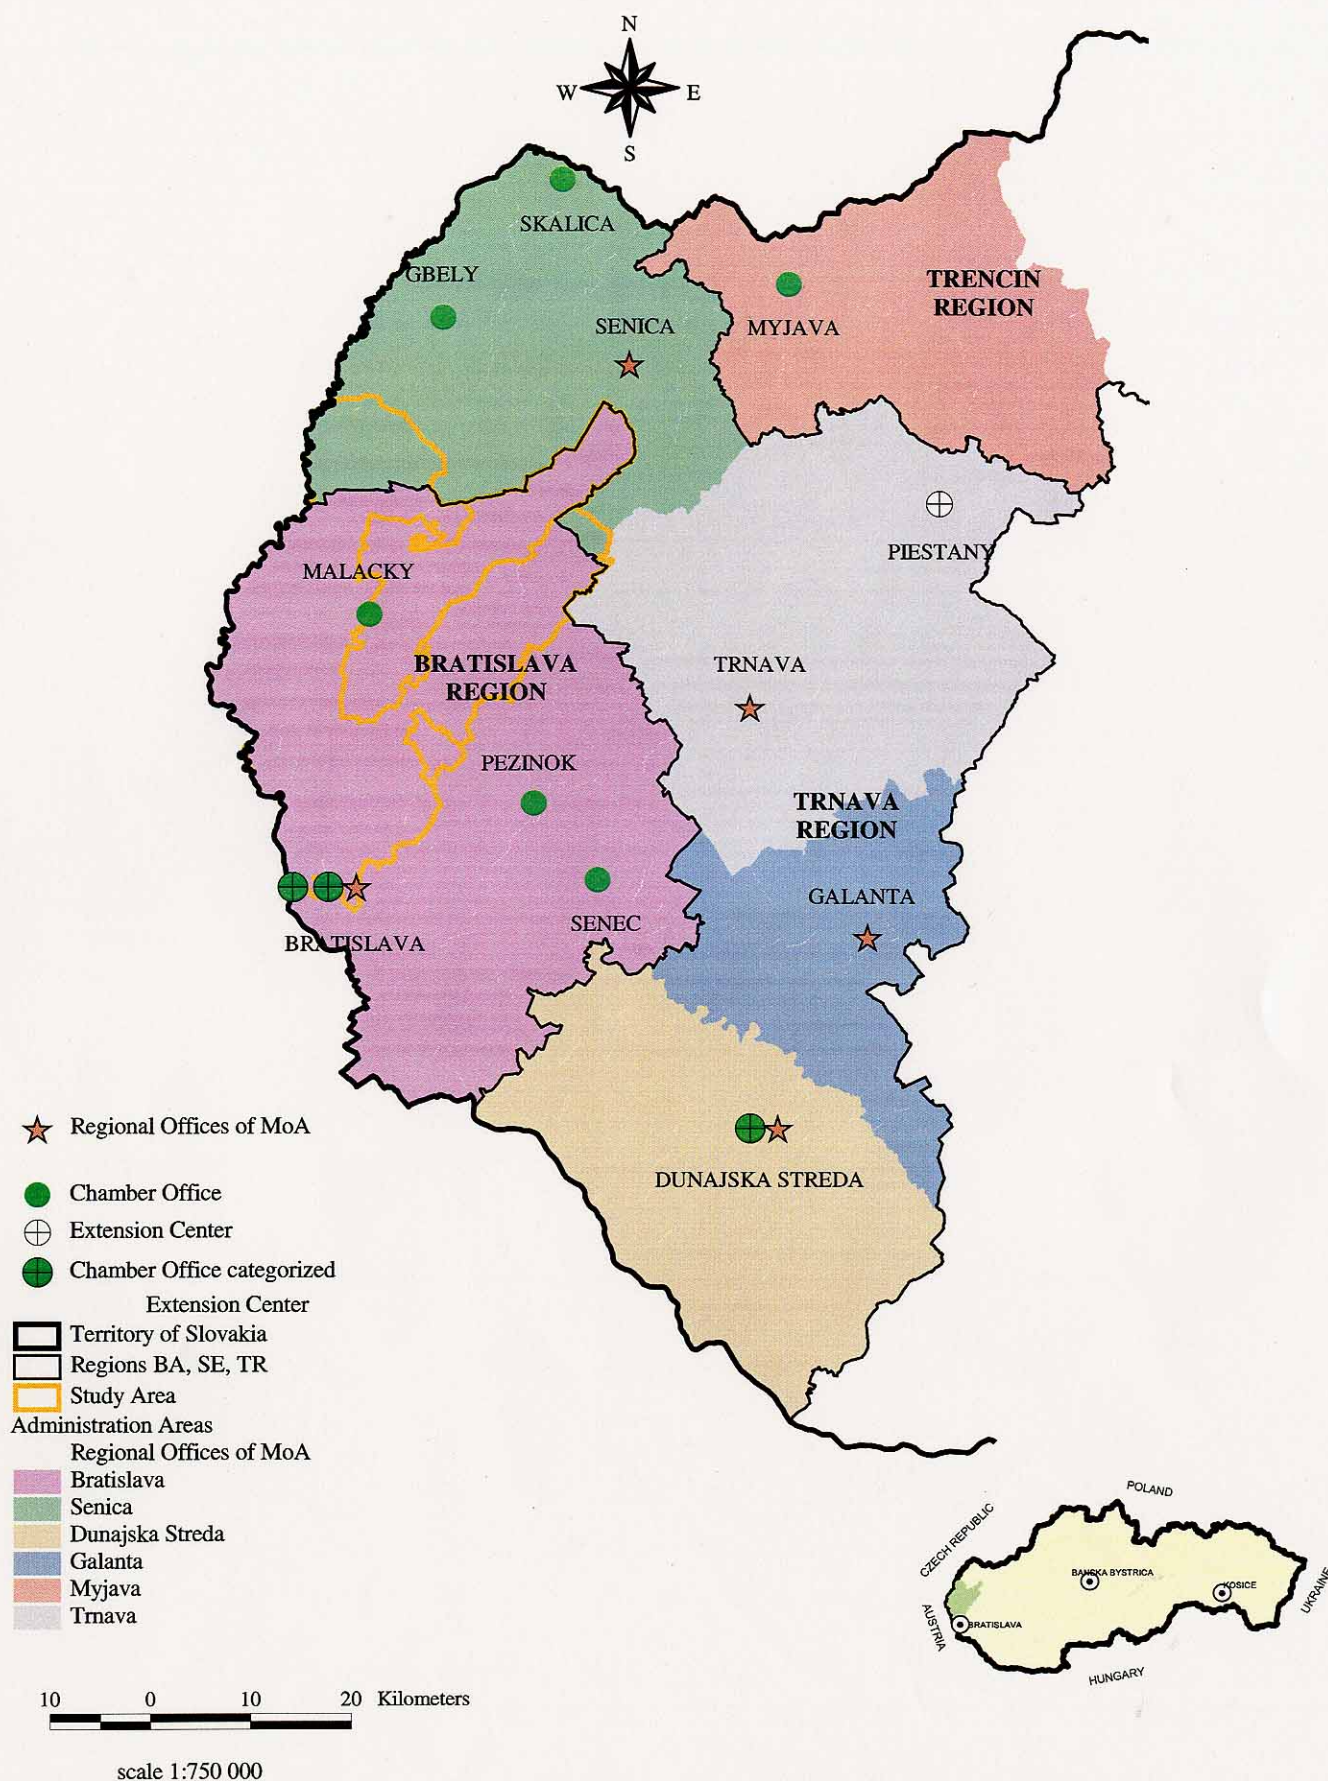 N
W E
S
SKALICA
GBELY
SENICA
MYJAVA
TRENCIN
REGION
PIESTANY
MALACKY
BRATISLAVA
REGION
TRNAVA
PEZINOK
TRNAVA
REGION
GALANTA
SENEC
BRATISLAVA
DUNAJSKA STREDA
Regional Offices of MoA
Chamber Office
Extension Center
Chamber Office categorized
Extension Center
Territory of Slovakia
Regions BA, SE, TR
Study Area
Administration Areas
Regional Offices of MoA
Bratislava
Senica
Dunajska Streda
Galanta
Myjava
Trnava
10 0 10 20 Kilometers
scale 1:750 000
POLAND
CZECH REPUBLIC
BANSKA BYSTRICA
KOSICE
UKRAINE
AUSTRIA
BRATISLAVA
HUNGARY